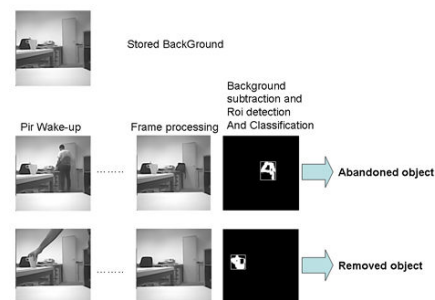 Stored BackGround
Background
subtraction and
Roi detection
And Classification
Pir Wake-up
Frame processing
........
Abandoned object
........
Removed object